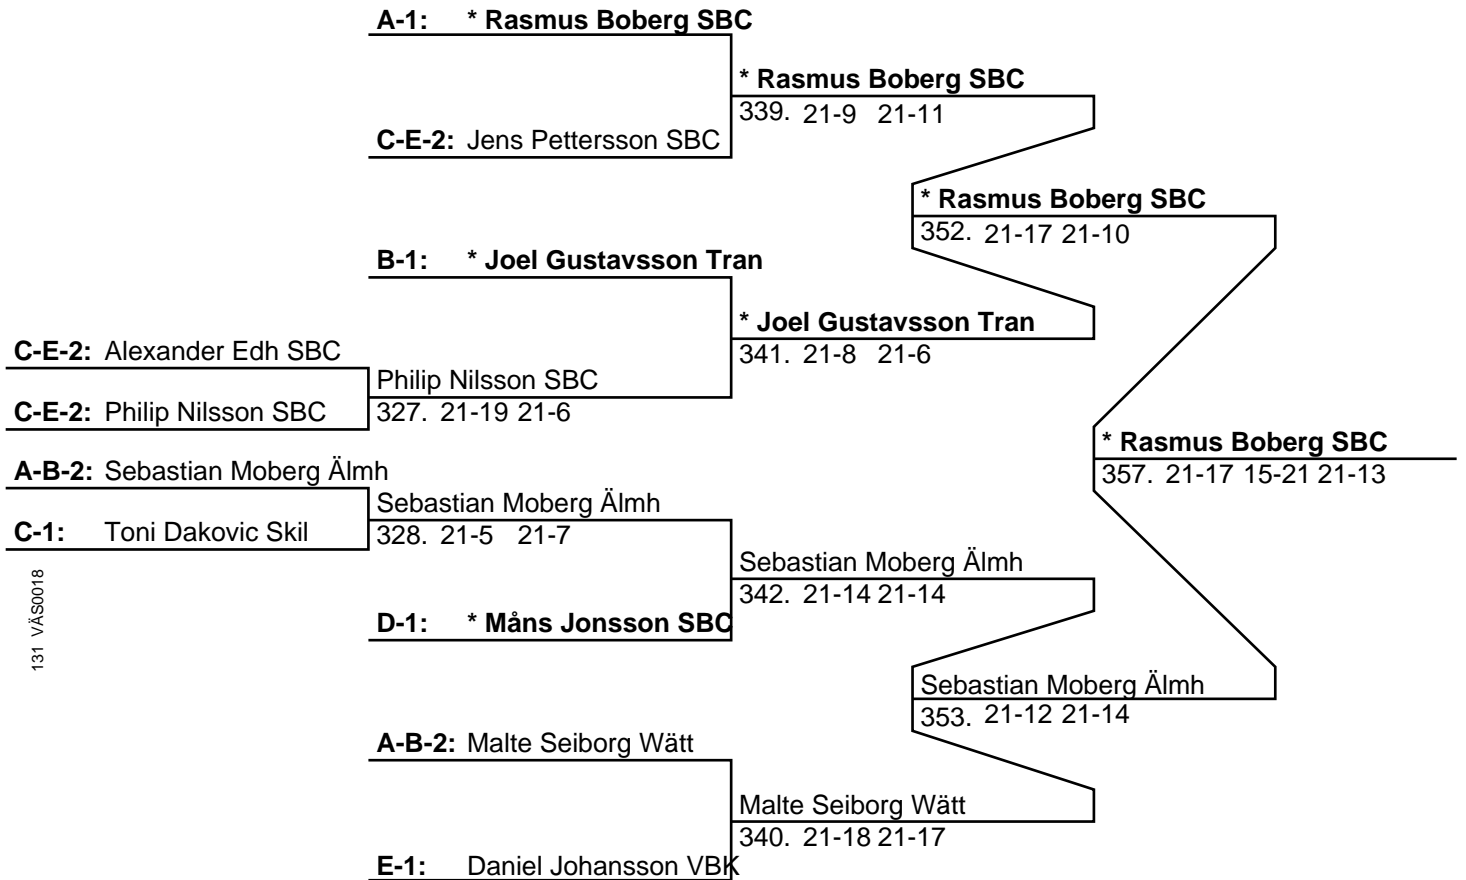 A-1: * Rasmus Boberg SBC
* Rasmus Boberg SBC
339. 21-9 21-11
C-E-2: Jens Pettersson SBC
* Rasmus Boberg SBC
352. 21-17 21-10
B-1: * Joel Gustavsson Tran
* Joel Gustavsson Tran
341. 21-8 21-6
C-E-2: Alexander Edh SBC
Philip Nilsson SBC
327. 21-19 21-6
C-E-2: Philip Nilsson SBC
* Rasmus Boberg SBC
357. 21-17 15-21 21-13
A-B-2: Sebastian Moberg Älmh
Sebastian Moberg Älmh
328. 21-5 21-7
C-1: Toni Dakovic Skil
Sebastian Moberg Älmh
342. 21-14 21-14
D-1: * Måns Jonsson SBC
131 VÄS0018
Sebastian Moberg Älmh
353. 21-12 21-14
A-B-2: Malte Seiborg Wätt
Malte Seiborg Wätt
340. 21-18 21-17
E-1: Daniel Johansson VBK